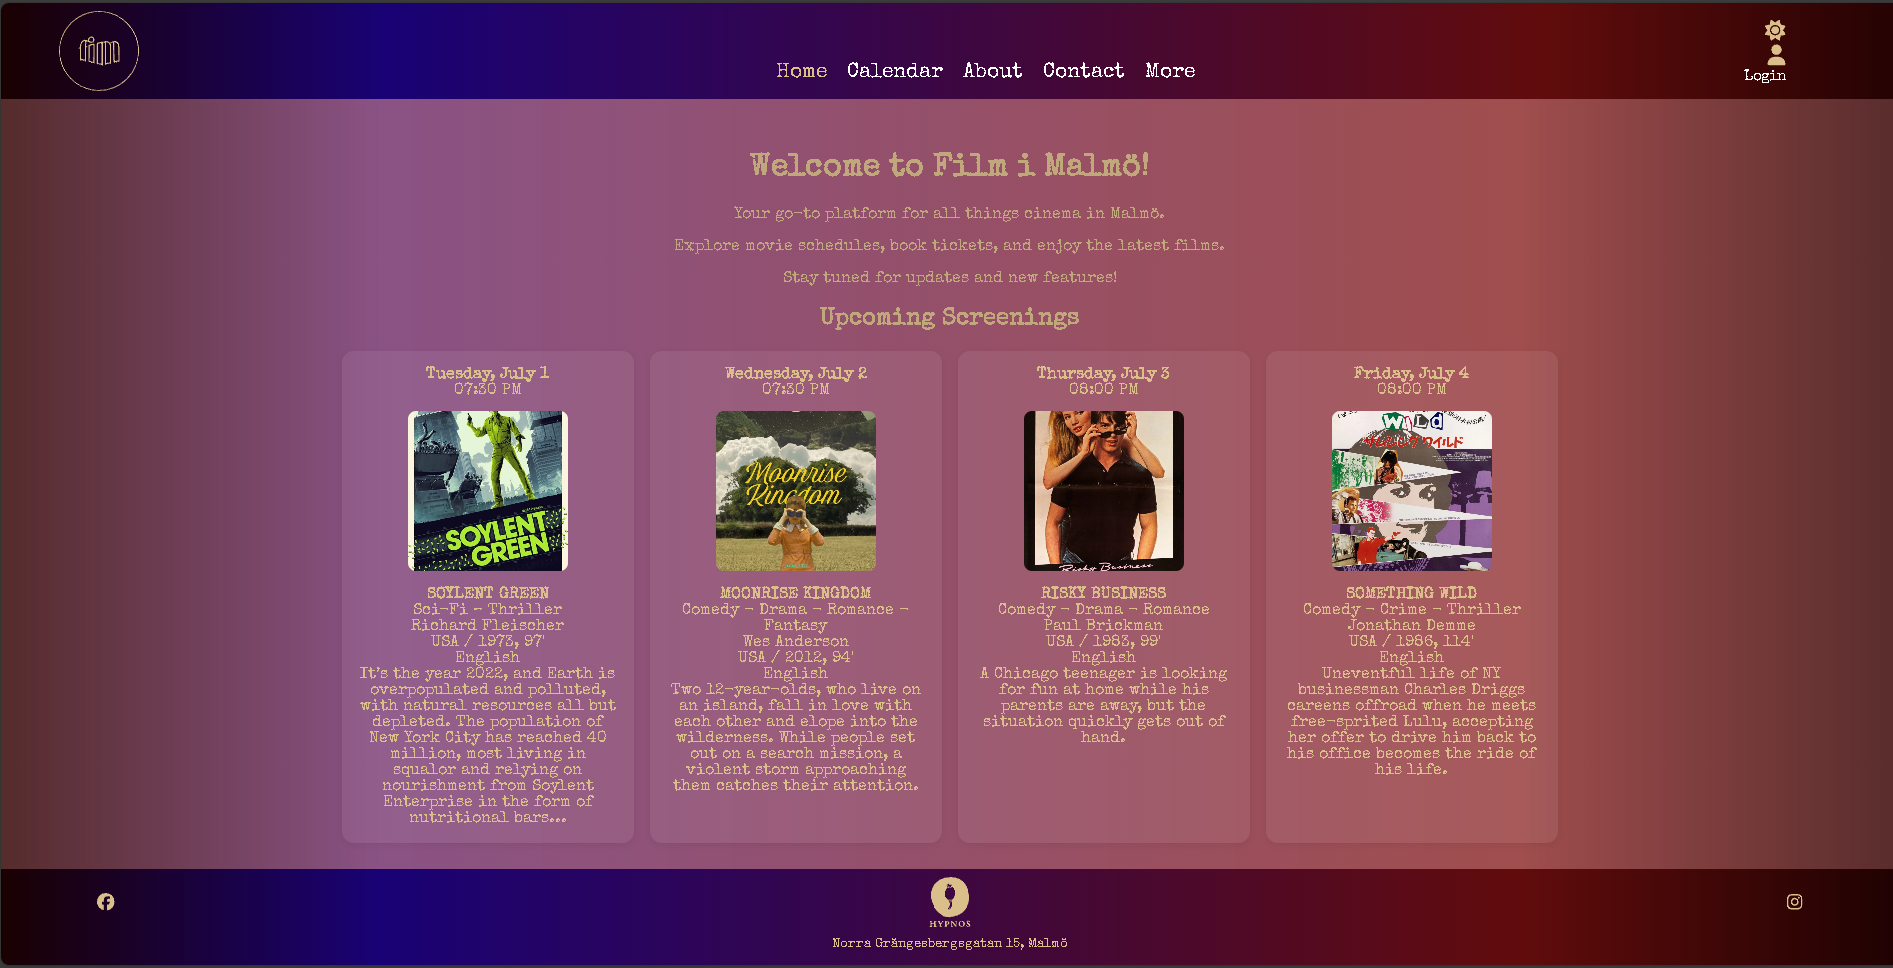 film
Home Calendar About Contact More
Login
Welcome to Film i Malmö!
Your go-to platform for all things cinema in Malmö.
Explore movie schedules, book tickets, and enjoy the latest films.
Stay tuned for updates and new features!
Upcoming Screenings
Tuesday, July 1
07:30 PM
SOYLENT
GREEN
SOYLENT GREEN
Sci-Fi - Thriller
Richard Fleischer
USA / 1973, 97'
English
It's the year 2022, and Earth is
overpopulated and polluted,
with natural resources all but
depleted. The population of
New York City has reached 40
million, most living in
squalor and relying on
nourishment from Soylent
Enterprise in the form of
nutritional bars...
Wednesday, July 2
07:30 PM
Moonrise
Kingdom
MOONRISE KINGDOM
Comedy - Drama - Romance -
Fantasy
Wes Anderson
USA / 2012, 94'
English
Two 12-year-olds, who live on
an island, fall in love with
each other and elope into the
wilderness. While people set
out on a search mission, a
violent storm approaching
them catches their attention.
Thursday, July 3
08:00 PM
Risky Business
RISKY BUSINESS
Comedy - Drama - Romance
Paul Brickman
USA / 1983, 99'
English
A Chicago teenager is looking
for fun at home while his
parents are away, but the
situation quickly gets out of
hand.
Friday, July 4
08:00 PM
WiLd
サムシング ワイルド
SOMETHING WILD
Comedy - Crime - Thriller
Jonathan Demme
USA / 1986, 114'
English
Uneventful life of NY
businessman Charles Driggs
careens offroad when he meets
free-sprited Lulu, accepting
her offer to drive him back to
his office becomes the ride of
his life.
HYPNOS
Norra Grängesbergsgatan 15, Malmö